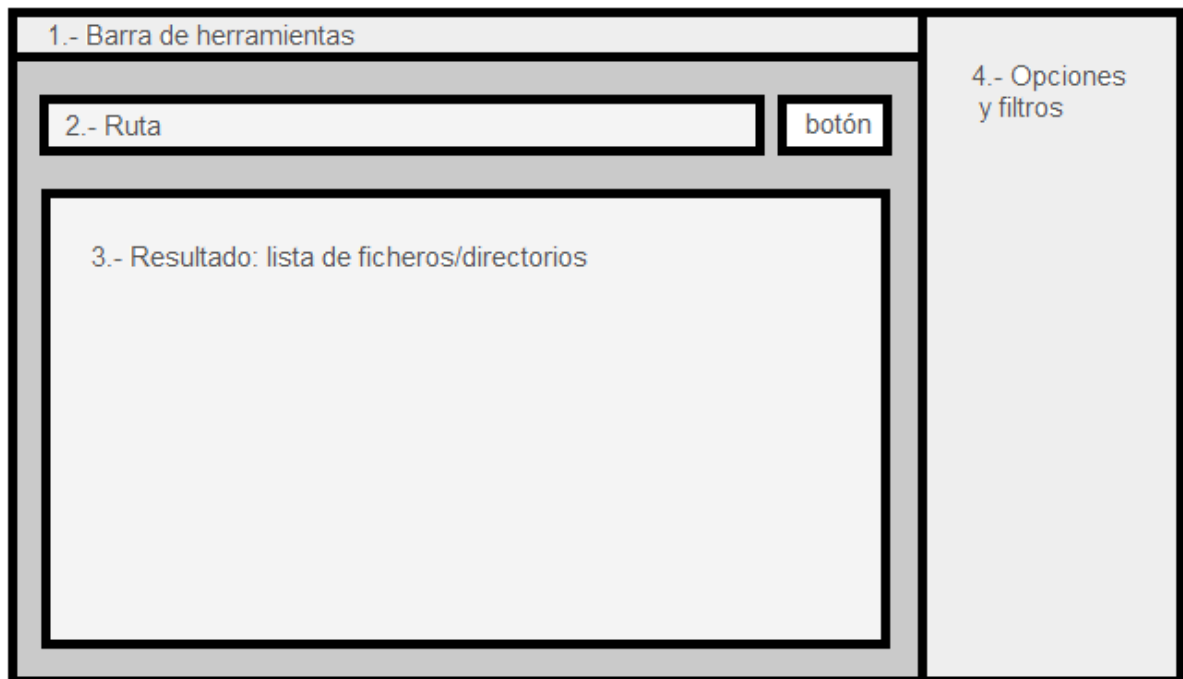 1.- Barra de herramientas
2.- Ruta
botón
3.- Resultado: lista de ficheros/directorios
4.- Opciones
y filtros